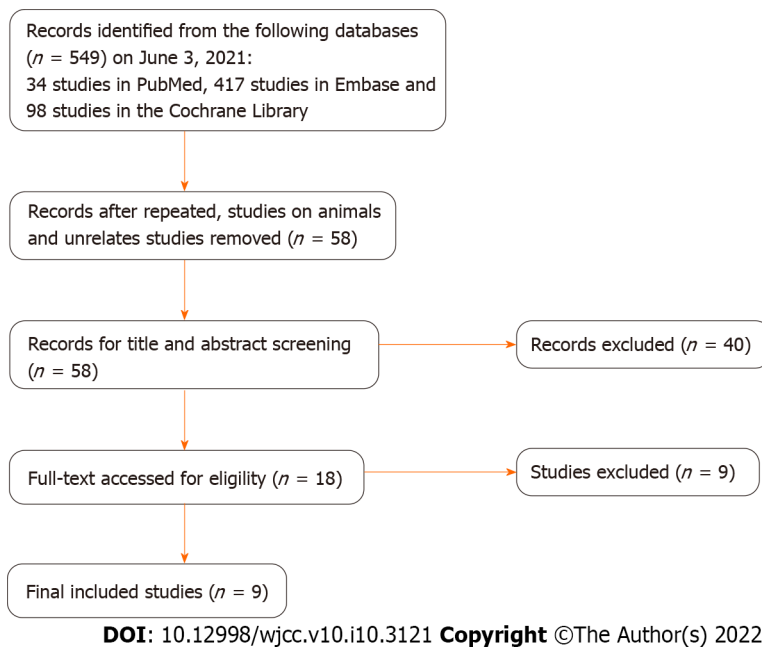 Records identified from the following databases
(n = 549) on June 3, 2021:
34 studies in PubMed, 417 studies in Embase and
98 studies in the Cochrane Library
Records after repeated, studies on animals
and unrelates studies removed (n = 58)
Records for title and abstract screening
(n = 58)
Records excluded (n = 40)
Full-text accessed for eligility (n = 18)
Studies excluded (n = 9)
Final included studies (n = 9)
DOI: 10.12998/wjcc.v10.i10.3121 Copyright ©The Author(s) 2022